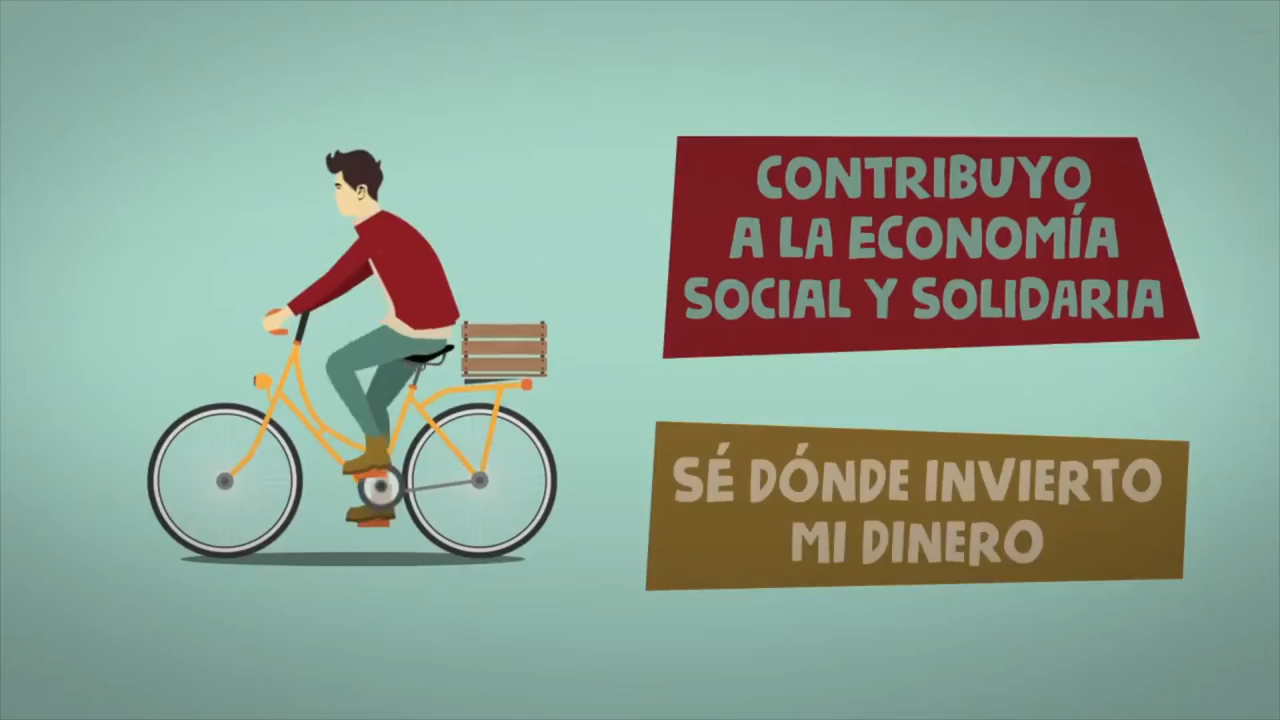 CONTRIBUYO
A LA ECONOMÍA
SOCIAL Y SOLIDARIA
SÉ DÓNDE INVIERTO
MI DINERO